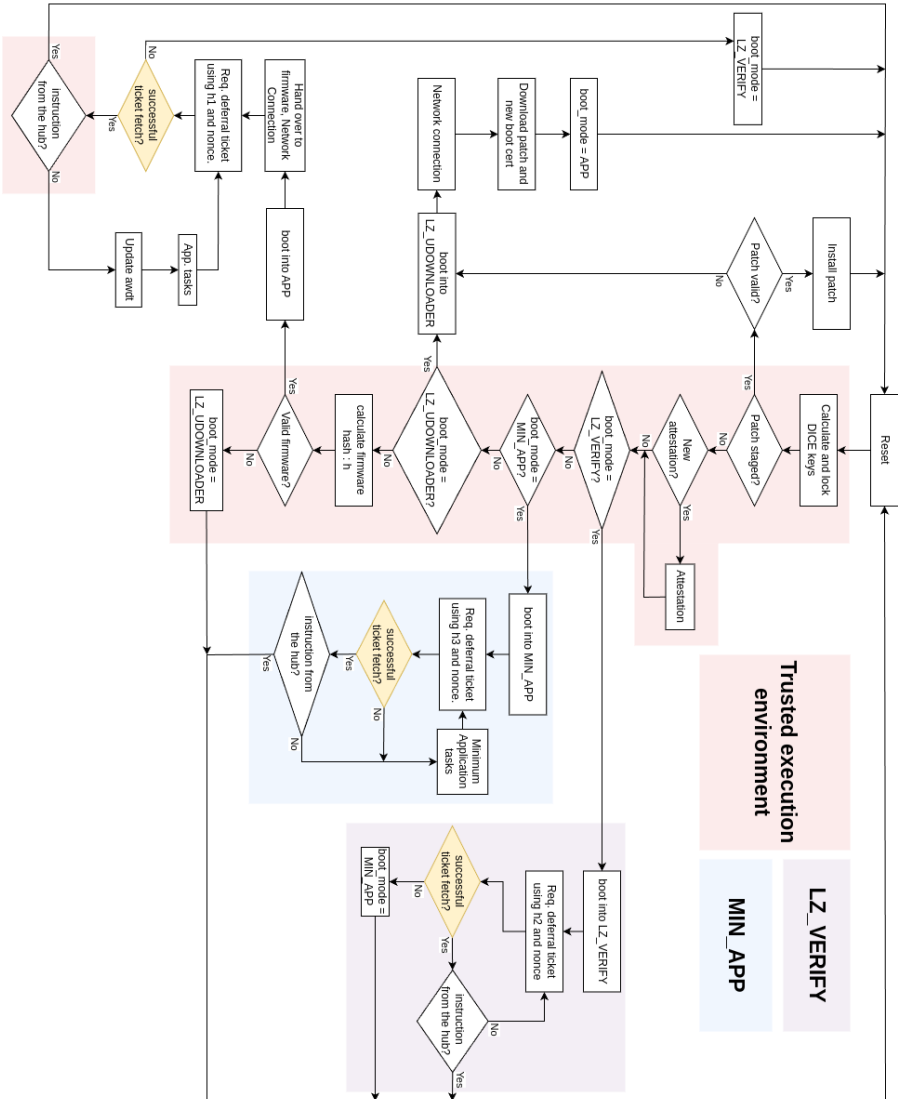 Reset
Calculate and lock
DICE keys
Patch staged?
Yes
No
Patch valid?
Yes
No
Install patch
New
attestation?
Yes
No
Attestation
boot_mode =
LZ_VERIFY?
Yes
No
boot_mode =
MIN_APP?
Yes
No
boot_mode =
LZ_UDOWNLOADER?
Yes
No
calculate firmware
hash : h
Valid firmware?
Yes
No
boot_mode =
LZ_UDOWNLOADER
boot into
LZ_UDOWNLOADER
Network connection
Download patch and
new boot cert
boot_mode = APP
boot into APP
Hand over to
firmware, Network
Connection
Req. deferral ticket
using h1 and nonce.
successful
ticket fetch?
No
Yes
boot_mode =
LZ_VERIFY
instruction
from the hub?
Yes
No
Update awdt
App. tasks
boot into MIN_APP
Req. deferral ticket
using h3 and nonce.
successful
ticket fetch?
Yes
No
instruction from
the hub?
Yes
No
Minimum
Application
tasks
boot into LZ_VERIFY
Req. deferral ticket
using h2 and nonce
successful
ticket fetch?
No
Yes
boot_mode =
MIN_APP
instruction
from the hub?
No
Yes
Trusted execution
environment
LZ_VERIFY
MIN_APP